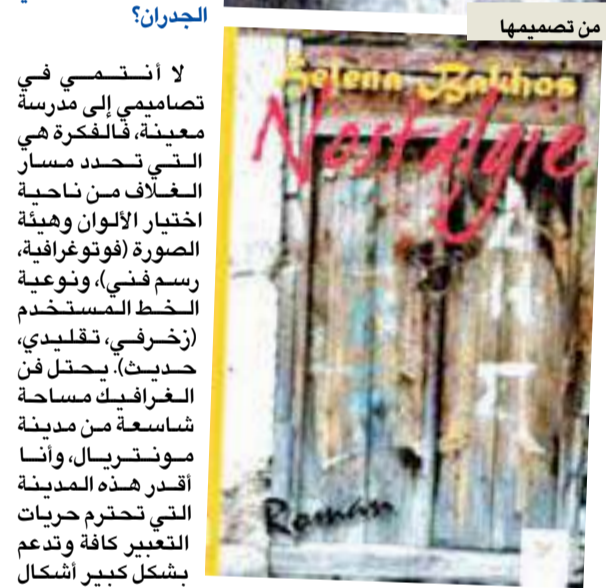 الجدران؟
لا أنتمي في
تصاميمي إلى مدرسة
معينة، فالفكرة هي
التي تحدد مسار
الغلاف من ناحية
اختيار الألوان وهيئة
الصورة (فوتوغرافية،
رسم فني)، ونوعية
الخط المستخدم
(زخرفي، تقليدي،
حديث). يحتل فن
الغرافيك مساحة
شاسعة من مدينة
مونتريال، وأنا
أقدر هذه المدينة
التي تحترم حريات
التعبير كافة وتدعم
بشكل كبير أشكال
من تصميمها
Helena Bakhos
Nostalgie
Roman